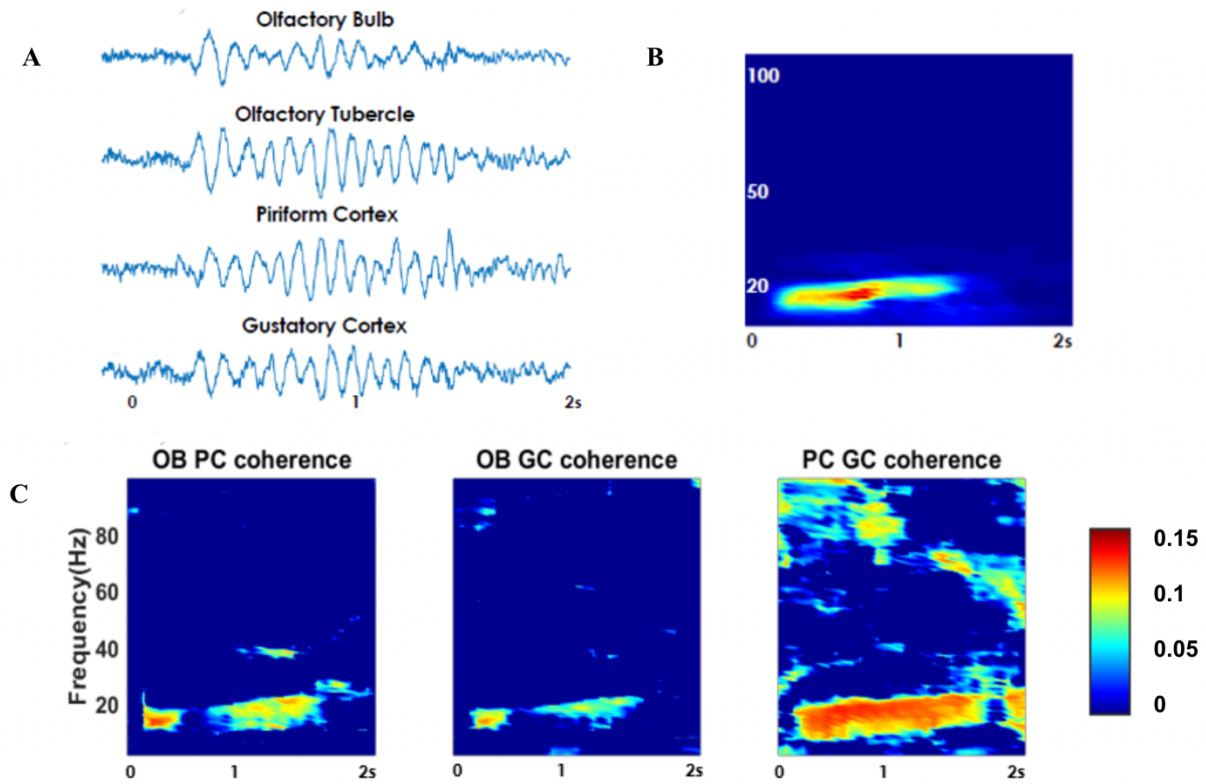 A
Olfactory Bulb
Olfactory Tubercle
Piriform Cortex
Gustatory Cortex
0 1 2s
B
100
50
20
0 1 2s
C
OB PC coherence
OB GC coherence
PC GC coherence
Frequency(Hz)
80
60
40
20
0 1 2s
0 1 2s
0 1 2s
0.15
0.1
0.05
0